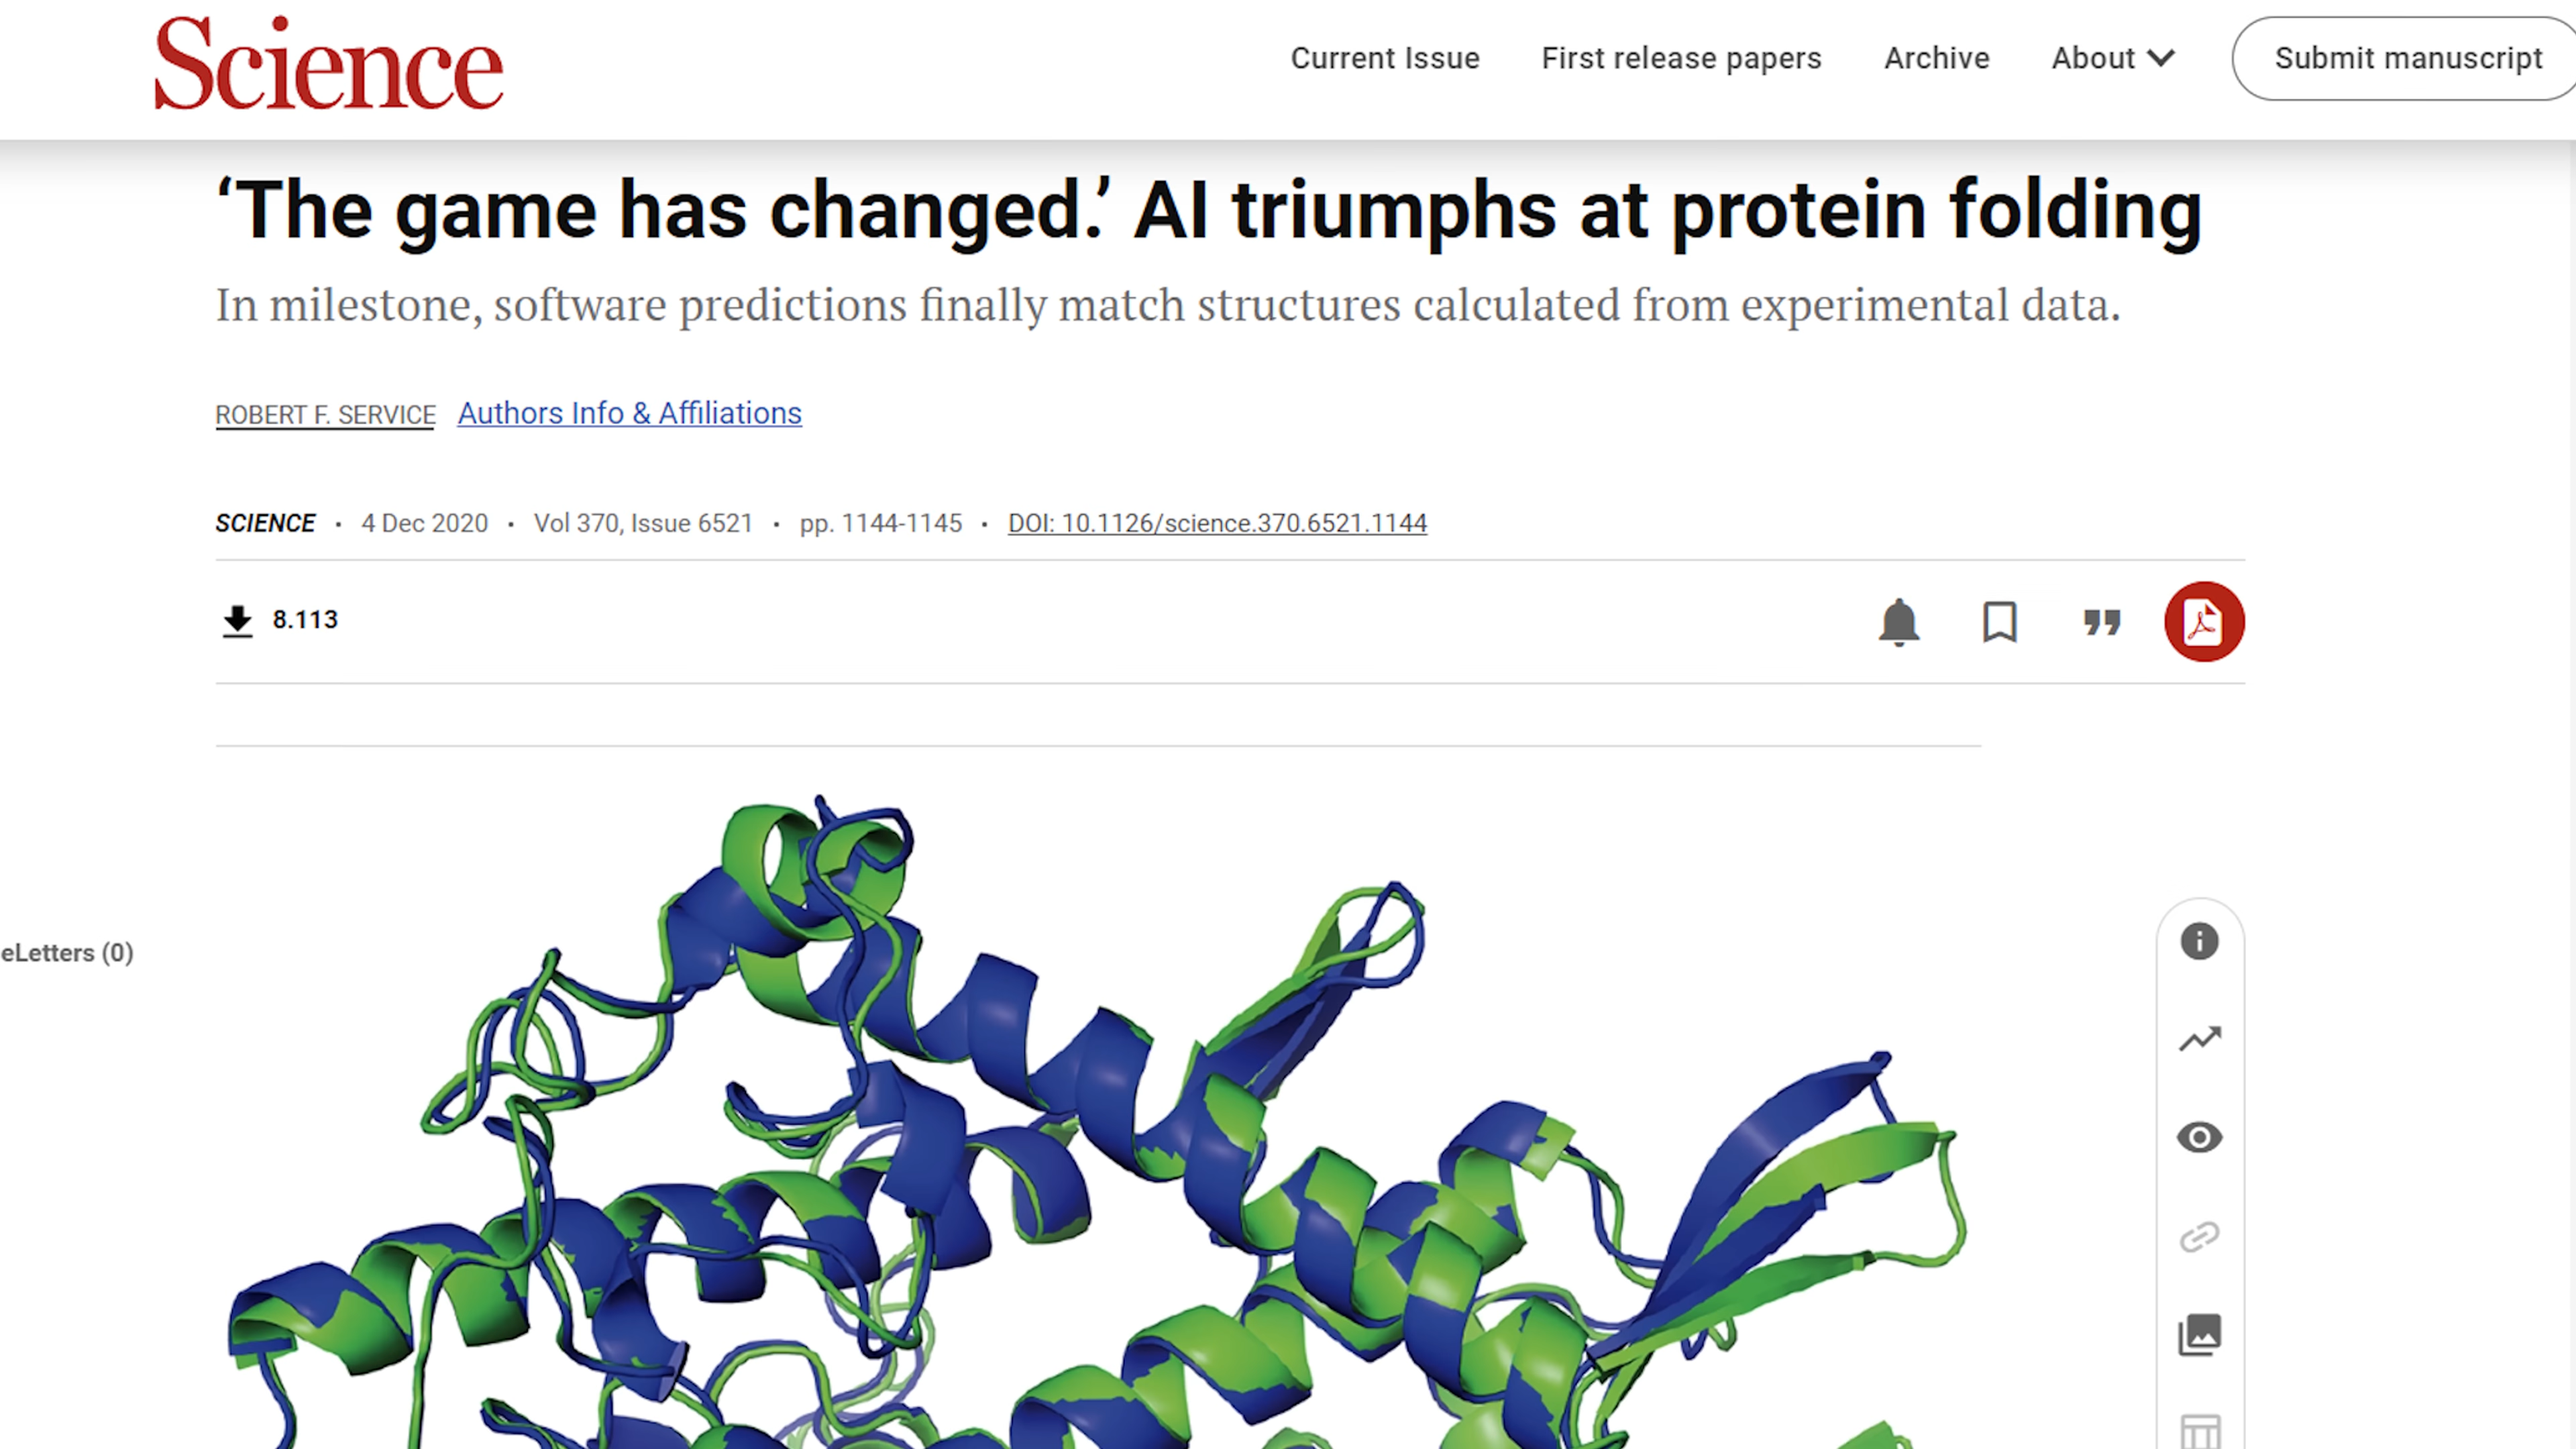 Science
Current Issue First release papers Archive About Submit manuscript
‘The game has changed.’ AI triumphs at protein folding
In milestone, software predictions finally match structures calculated from experimental data.
ROBERT F. SERVICE Authors Info & Affiliations
SCIENCE · 4 Dec 2020 · Vol 370, Issue 6521 · pp. 1144-1145 · DOI: 10.1126/science.370.6521.1144
8.113
eLetters (0)